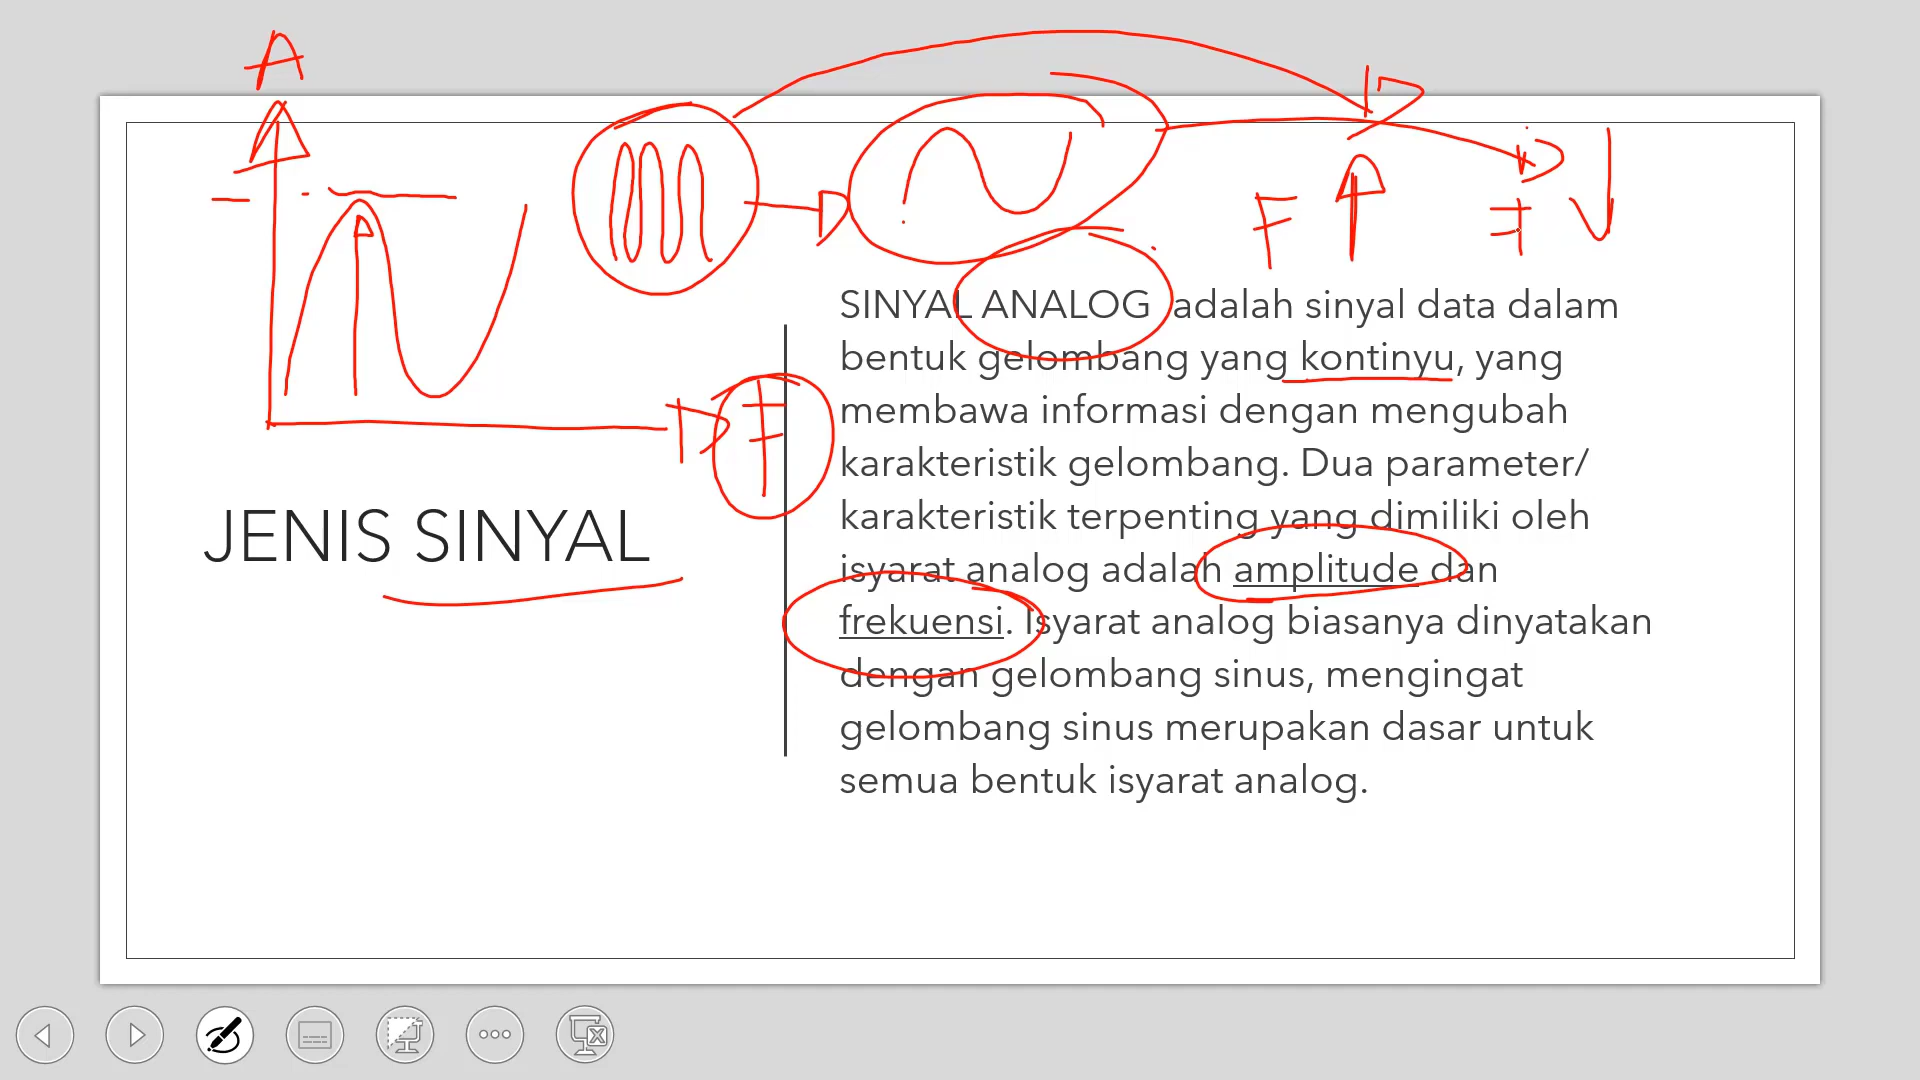 A
F
F
F
JENIS SINYAL
SINYAL ANALOG adalah sinyal data dalam
bentuk gelombang yang kontinyu, yang
membawa informasi dengan mengubah
karakteristik gelombang. Dua parameter/
karakteristik terpenting yang dimiliki oleh
isyarat analog adalah amplitude dan
frekuensi. Isyarat analog biasanya dinyatakan
dengan gelombang sinus, mengingat
gelombang sinus merupakan dasar untuk
semua bentuk isyarat analog.